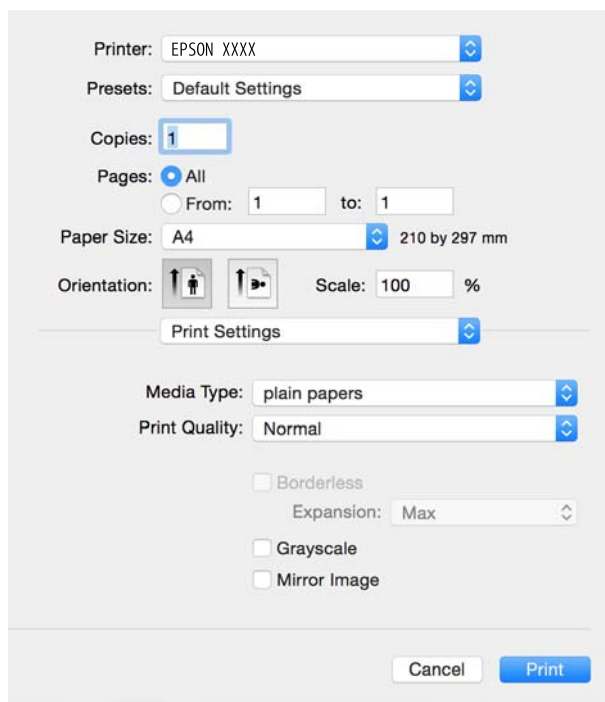 Printer: EPSON XXXX
Presets: Default Settings
Copies: 1
Pages: All
From: 1 to: 1
Paper Size: A4 210 by 297 mm
Orientation: Scale: 100 %
Print Settings
Media Type: plain papers
Print Quality: Normal
Borderless
Expansion: Max
Grayscale
Mirror Image
Cancel Print